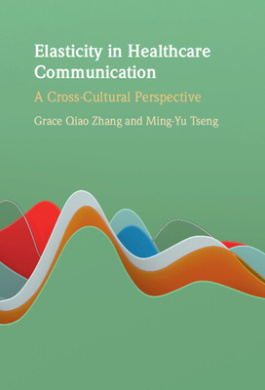 Elasticity in Healthcare
Communication
A Cross-Cultural Perspective
Grace Qiao Zhang and Ming-Yu Tseng